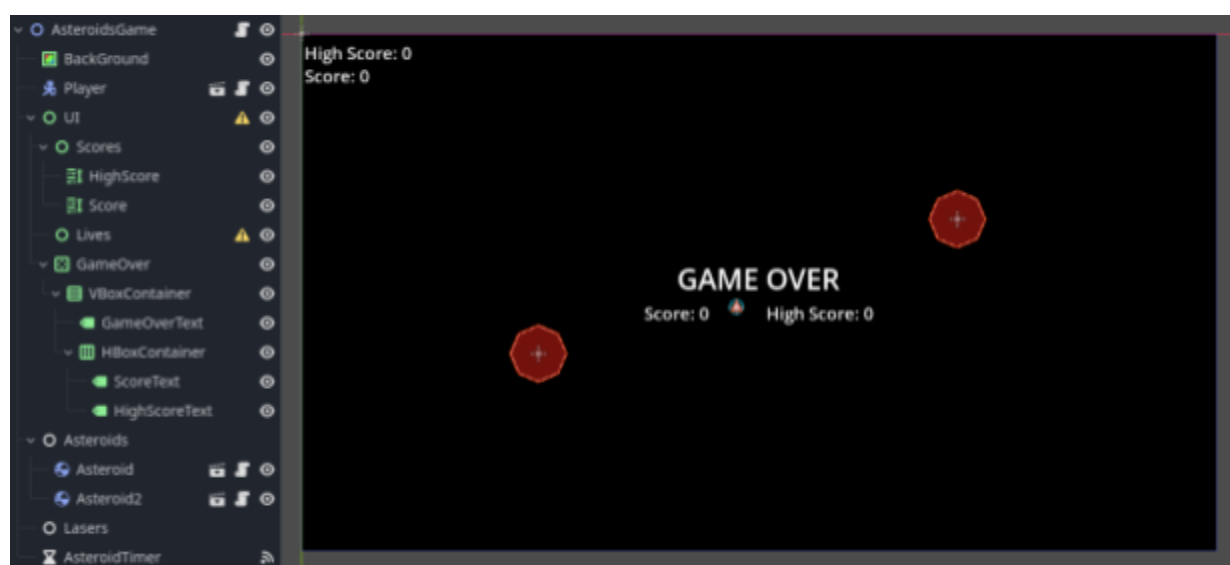 AsteroidsGame
BackGround
Player
UI
Scores
HighScore
Score
Lives
GameOver
VBoxContainer
GameOverText
HBoxContainer
ScoreText
HighScoreText
Asteroids
Asteroid
Asteroid2
Lasers
AsteroidTimer
High Score: 0
Score: 0
GAME OVER
Score: 0 High Score: 0